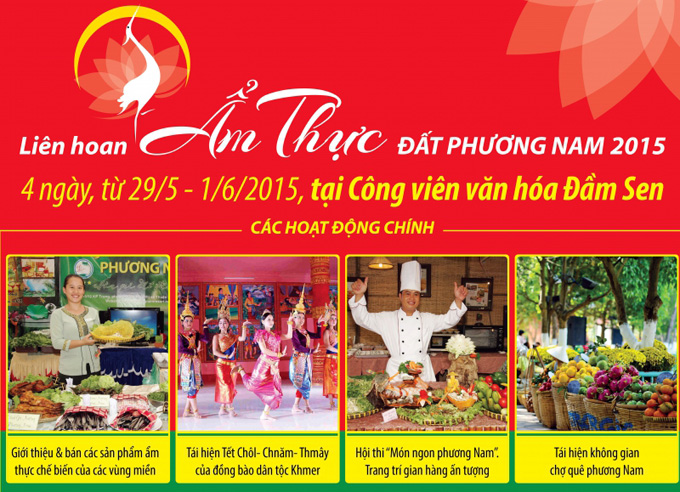 Liên hoan Ẩm Thực ĐẤT PHƯƠNG NAM 2015
4 ngày, từ 29/5 - 1/6/2015, tại Công viên văn hóa Đầm Sen
CÁC HOẠT ĐỘNG CHÍNH
PHƯƠNG N
Giới thiệu & bán các sản phẩm ẩm
thực chế biến của các vùng miền
Tái hiện Tết Chôl- Chnăm- Thmây
của đồng bào dân tộc Khmer
Hội thi “Món ngon phương Nam”.
Trang trí gian hàng ấn tượng
Tái hiện không gian
chợ quê phương Nam